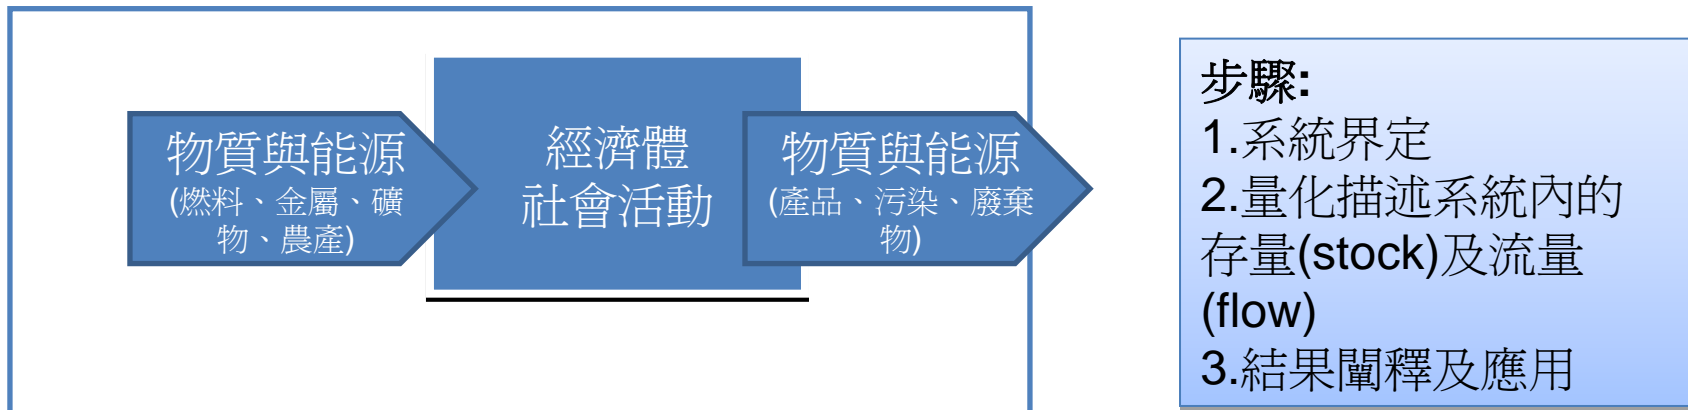 物質與能源
(燃料、金屬、礦
物、農產)
經濟體
社會活動
物質與能源
(產品、污染、廢棄
物)
步驟:
1.系統界定
2.量化描述系統內的
存量(stock)及流量
(flow)
3.結果闡釋及應用